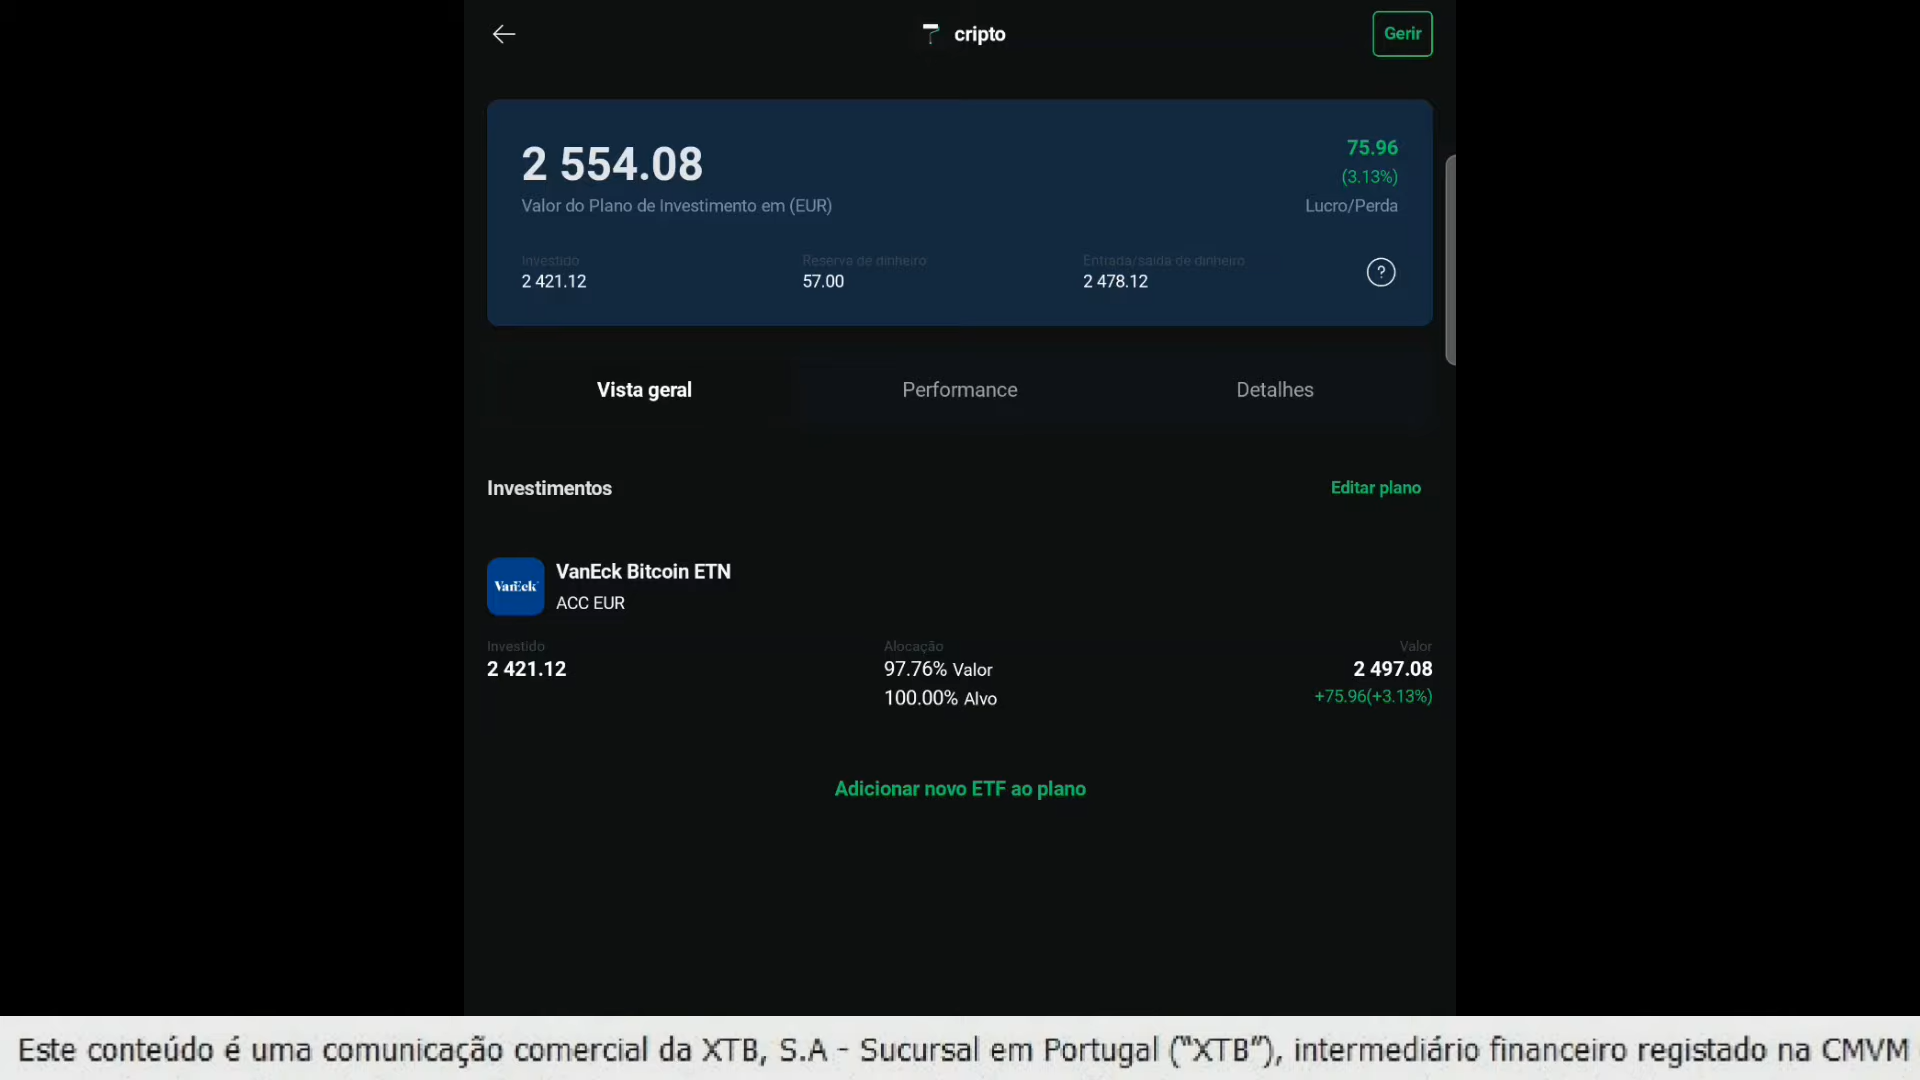 cripto
Gerir
2 554.08
75.96
(3.13%)
Valor do Plano de Investimento em (EUR)
Lucro/Perda
Investido
Reserva de dinheiro
Entrada/saída de dinheiro
2 421.12
57.00
2 478.12
?
Vista geral
Performance
Detalhes
Investimentos
Editar plano
VanEck
VanEck Bitcoin ETN
ACC EUR
Investido
Alocação
Valor
2 421.12
97.76% Valor
2 497.08
100.00% Alvo
+75.96(+3.13%)
Adicionar novo ETF ao plano
Este conteúdo é uma comunicação comercial da XTB, S.A - Sucursal em Portugal (“XTB”), intermediário financeiro registado na CMVM